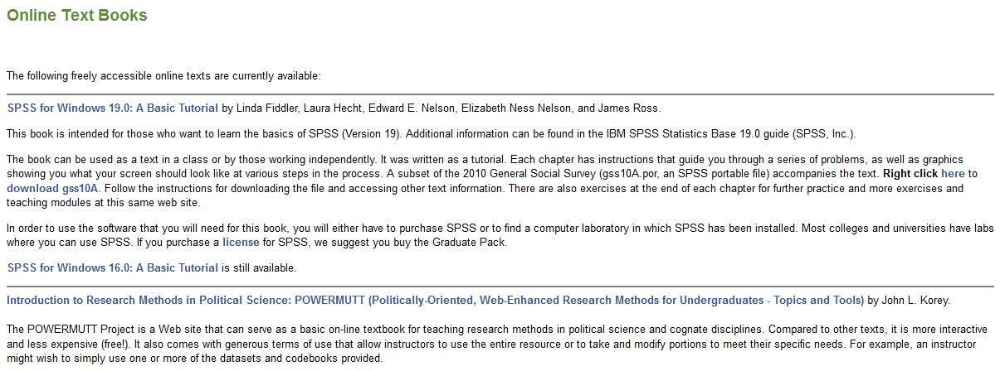 Online Text Books
The following freely accessible online texts are currently available:
SPSS for Windows 19.0: A Basic Tutorial by Linda Fiddler, Laura Hecht, Edward E. Nelson, Elizabeth Ness Nelson, and James Ross.
This book is intended for those who want to learn the basics of SPSS (Version 19). Additional information can be found in the IBM SPSS Statistics Base 19.0 guide (SPSS, Inc.).
The book can be used as a text in a class or by those working independently. It was written as a tutorial. Each chapter has instructions that guide you through a series of problems, as well as graphics
showing you what your screen should look like at various steps in the process. A subset of the 2010 General Social Survey (gss10A.por, an SPSS portable file) accompanies the text. Right click here to
download gss10A. Follow the instructions for downloading the file and accessing other text information. There are also exercises at the end of each chapter for further practice and more exercises and
teaching modules at this same web site.
In order to use the software that you will need for this book, you will either have to purchase SPSS or to find a computer laboratory in which SPSS has been installed. Most colleges and universities have labs
where you can use SPSS. If you purchase a license for SPSS, we suggest you buy the Graduate Pack.
SPSS for Windows 16.0: A Basic Tutorial is still available.
Introduction to Research Methods in Political Science: POWERMUTT (Politically-Oriented, Web-Enhanced Research Methods for Undergraduates - Topics and Tools) by John L. Korey.
The POWERMUTT Project is a Web site that can serve as a basic on-line textbook for teaching research methods in political science and cognate disciplines. Compared to other texts, it is more interactive
and less expensive (free!). It also comes with generous terms of use that allow instructors to use the entire resource or to take and modify portions to meet their specific needs. For example, an instructor
might wish to simply use one or more of the datasets and codebooks provided.